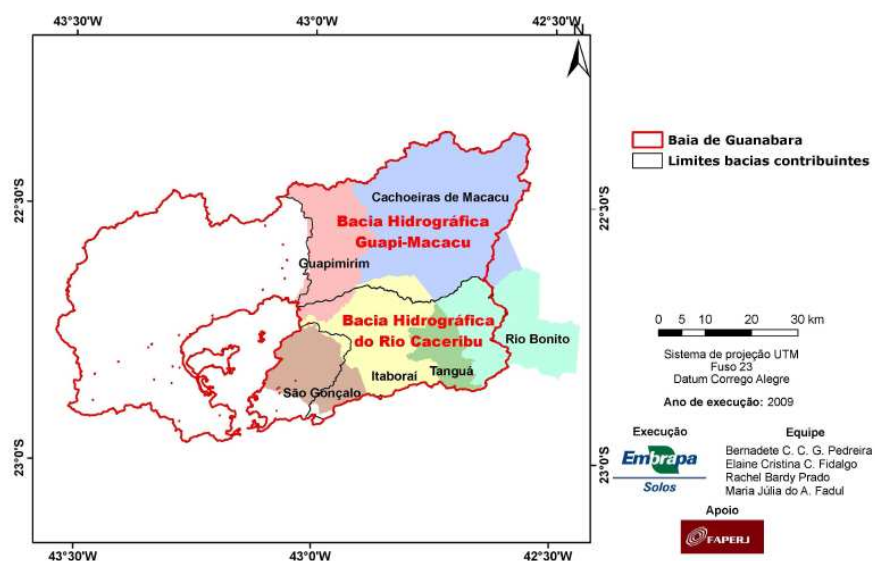 43°30'W
43°00'W
42°30'W
N
22°30'S
22°30'S
23°0'S
23°0'S
Cachoeiras de Macacu
Bacia Hidrográfica
Guapi-Macacu
Guapimirim
Bacia Hidrográfica
do Rio Caceribu
Rio Bonito
Itaboraí
Tanguá
São Gonçalo
43°30'W
43°0'W
42°30'W
Baia de Guanabara
Limites bacias contribuintes
0 5 10 20 30 km
Sistema de projeção UTM
Fuso 23
Datum Corrego Alegre
Ano de execução: 2009
Execução
Embrapa
Solos
Equipe
Bernadete C. C. G. Pedreira
Elaine Cristina C. Fidalgo
Rachel Bardy Prado
Maria Júlia do A. Fadul
Apoio
FAPERJ